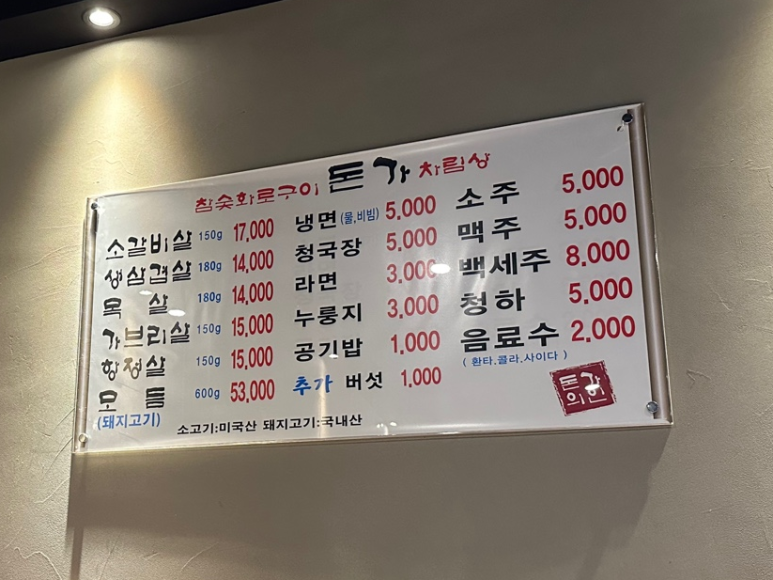 참숯화로구이 돈가 차림상
소갈비살 150g 17,000
생삼겹살 180g 14,000
목살 180g 14,000
가브리살 150g 15,000
항정살 150g 15,000
모듬 600g 53,000
(돼지고기)
냉면(물,비빔) 5,000
청국장 5,000
라면 3,000
누룽지 3,000
공기밥 1,000
추가 버섯 1,000
소주 5,000
맥주 5,000
백세주 8,000
청하 5,000
음료수 2,000
( 환타.콜라.사이다 )
소고기:미국산 돼지고기:국내산